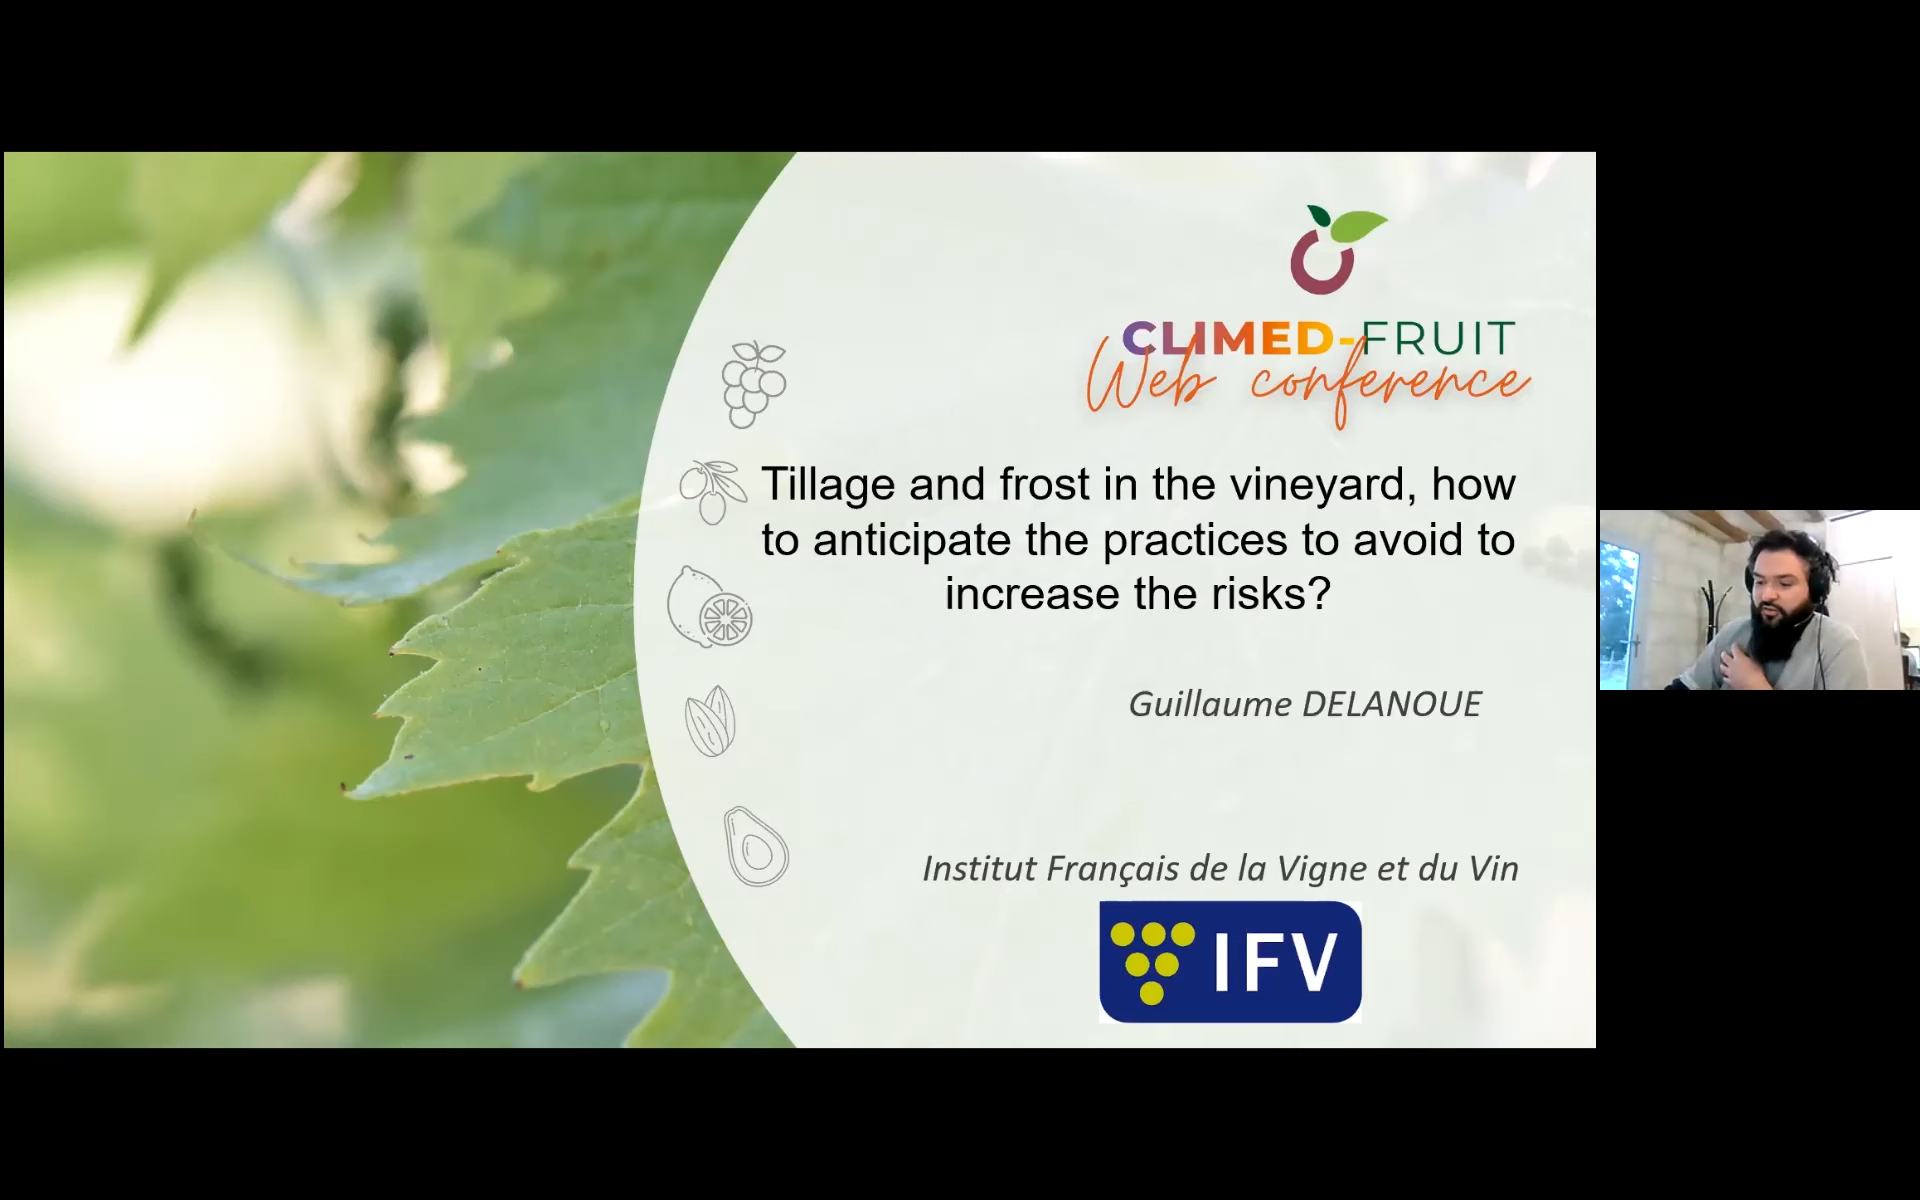 CLIMED-FRUIT
Web conference
Tillage and frost in the vineyard, how
to anticipate the practices to avoid to
increase the risks?
Guillaume DELANOUE
Institut Français de la Vigne et du Vin
IFV